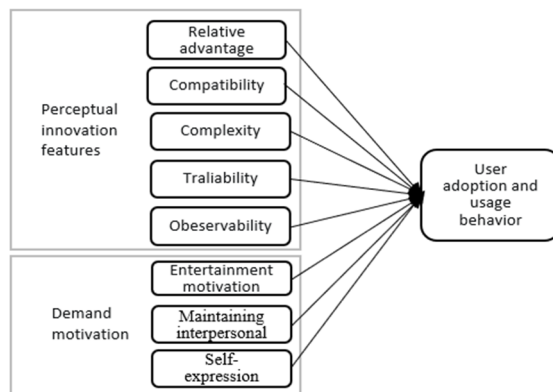 Relative
advantage
Compatibility
Perceptual
innovation
features
Complexity
Traliability
Obeservability
User
adoption and
usage
behavior
Entertainment
motivation
Demand
motivation
Maintaining
interpersonal
Self-
expression